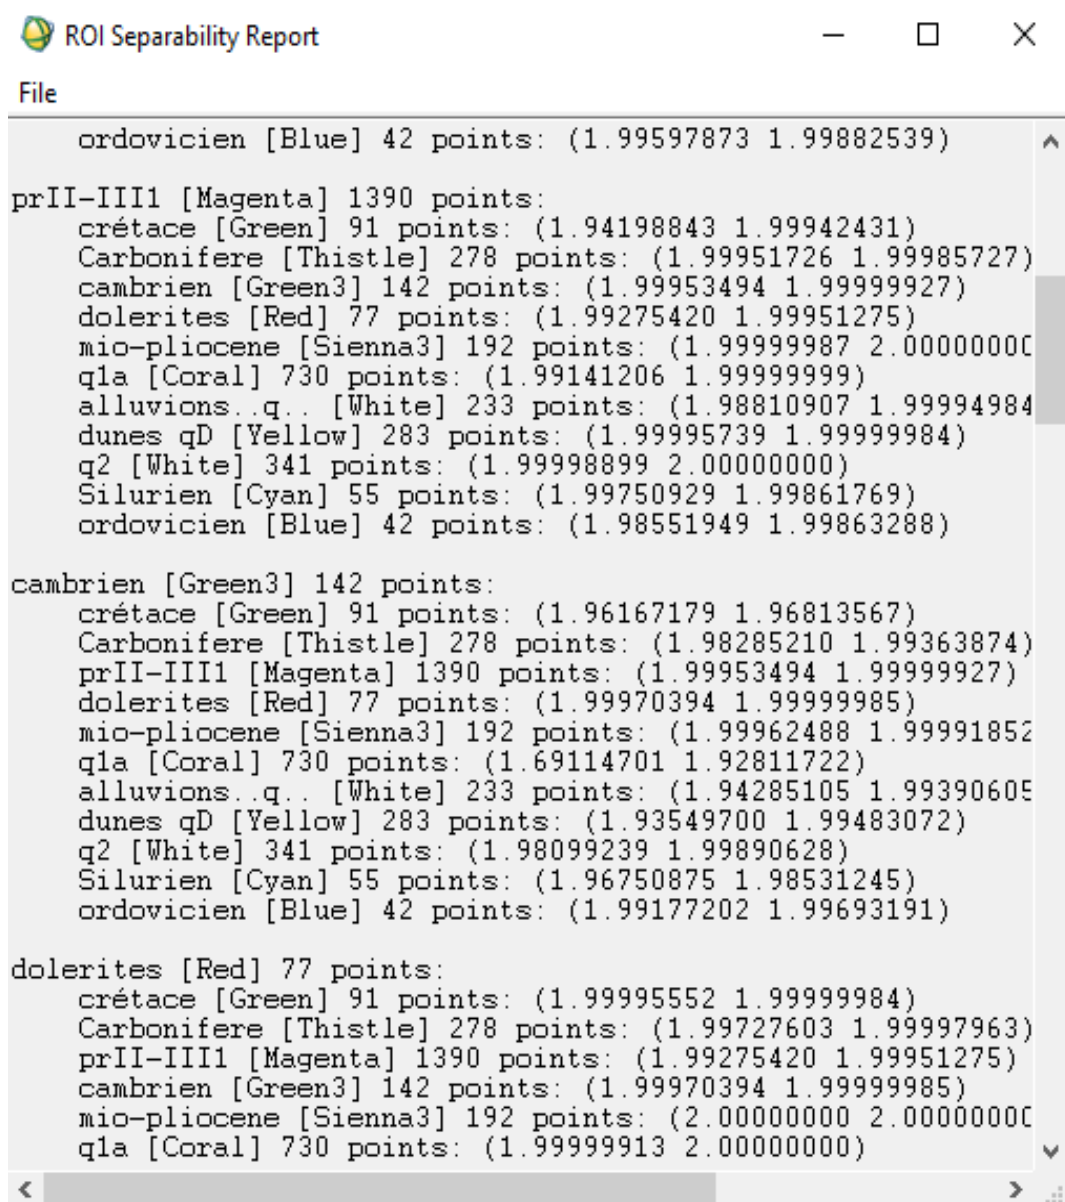 ROI Separability Report
File
ordovicien [Blue] 42 points: (1.99597873 1.99882539)
prII-III1 [Magenta] 1390 points:
crétace [Green] 91 points: (1.94198843 1.99942431)
Carbonifere [Thistle] 278 points: (1.99951726 1.99985727)
cambrien [Green3] 142 points: (1.99953494 1.99999927)
dolerites [Red] 77 points: (1.99275420 1.99951275)
mio-pliocene [Sienna3] 192 points: (1.99999987 2.0000000
q1a [Coral] 730 points: (1.99141206 1.99999999)
alluvions..q.. [White] 233 points: (1.98810907 1.99994984
dunes qD [Yellow] 283 points: (1.99995739 1.99999984)
q2 [White] 341 points: (1.99998899 2.00000000)
Silurien [Cyan] 55 points: (1.99750929 1.99861769)
ordovicien [Blue] 42 points: (1.98551949 1.99863288)
cambrien [Green3] 142 points:
crétace [Green] 91 points: (1.96167179 1.96813567)
Carbonifere [Thistle] 278 points: (1.98285210 1.99363874)
prII-III1 [Magenta] 1390 points: (1.99953494 1.99999927)
dolerites [Red] 77 points: (1.99970394 1.99999985)
mio-pliocene [Sienna3] 192 points: (1.99962488 1.99991852
q1a [Coral] 730 points: (1.69114701 1.92811722)
alluvions..q.. [White] 233 points: (1.94285105 1.99390605
dunes qD [Yellow] 283 points: (1.93549700 1.99483072)
q2 [White] 341 points: (1.98099239 1.99890628)
Silurien [Cyan] 55 points: (1.96750875 1.98531245)
ordovicien [Blue] 42 points: (1.99177202 1.99693191)
dolerites [Red] 77 points:
crétace [Green] 91 points: (1.99995552 1.99999984)
Carbonifere [Thistle] 278 points: (1.99727603 1.99997963)
prII-III1 [Magenta] 1390 points: (1.99275420 1.99951275)
cambrien [Green3] 142 points: (1.99970394 1.99999985)
mio-pliocene [Sienna3] 192 points: (2.00000000 2.0000000
q1a [Coral] 730 points: (1.99999913 2.00000000)